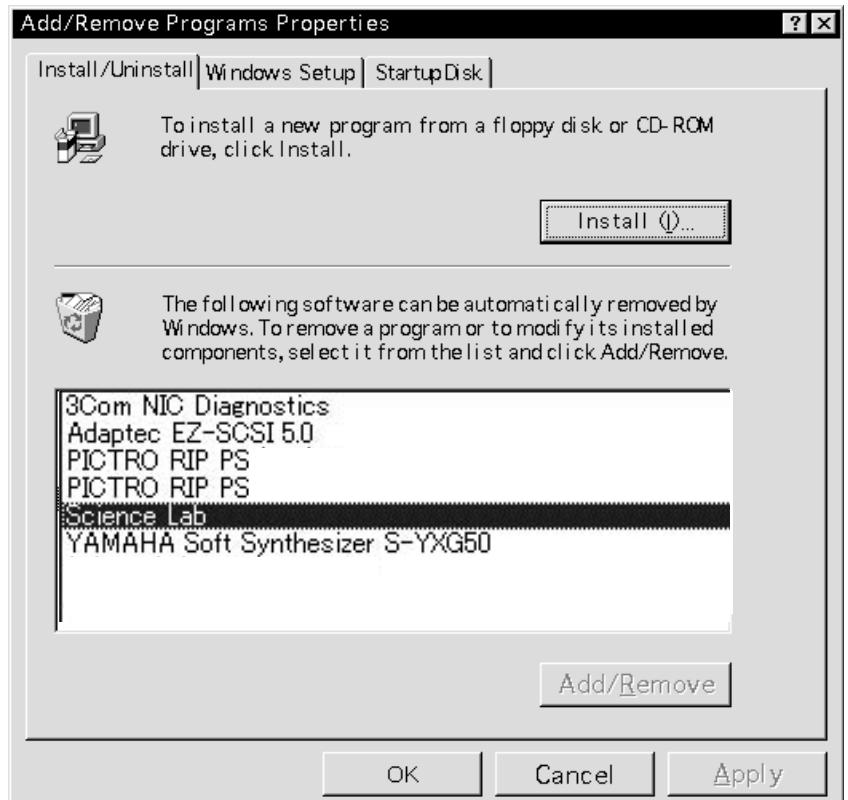 Add/Remove Programs Properties
Install/Uninstall Windows Setup Startup Disk
To install a new program from a floppy disk or CD-ROM
drive, click Install.
Install (I)...
The following software can be automatically removed by
Windows. To remove a program or to modify its installed
components, select it from the list and click Add/Remove.
3Com NIC Diagnostics
Adaptec EZ-SCSI 5.0
PICTRO RIP PS
PICTRO RIP PS
Science Lab
YAMAHA Soft Synthesizer S-YXG50
Add/Remove
OK Cancel Apply